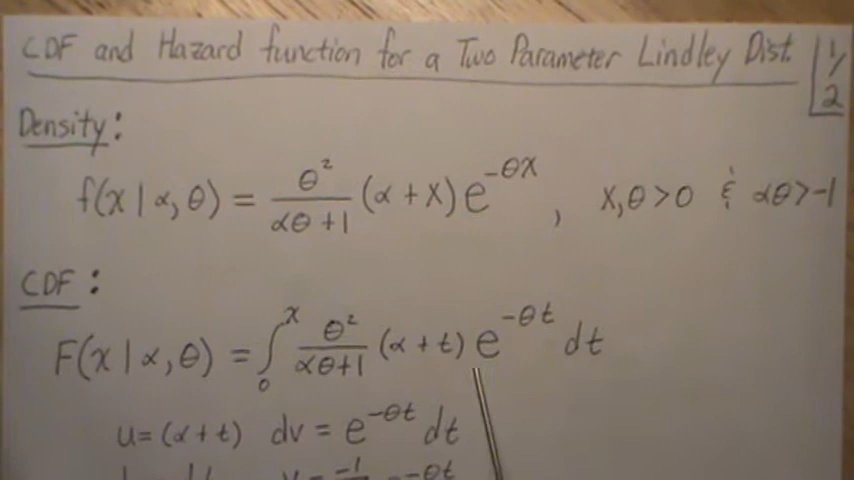 CDF and Hazard function for a Two Parameter Lindley Dist. 1/2
Density:
f(x | α, θ) = θ² / (αθ + 1) (α + x) e^(-θx) , x, θ > 0 & αθ > -1
CDF:
F(x | α, θ) = ∫₀ˣ θ² / (αθ+1) (α + t) e^(-θt) dt
u = (α + t) dv = e^(-θt) dt